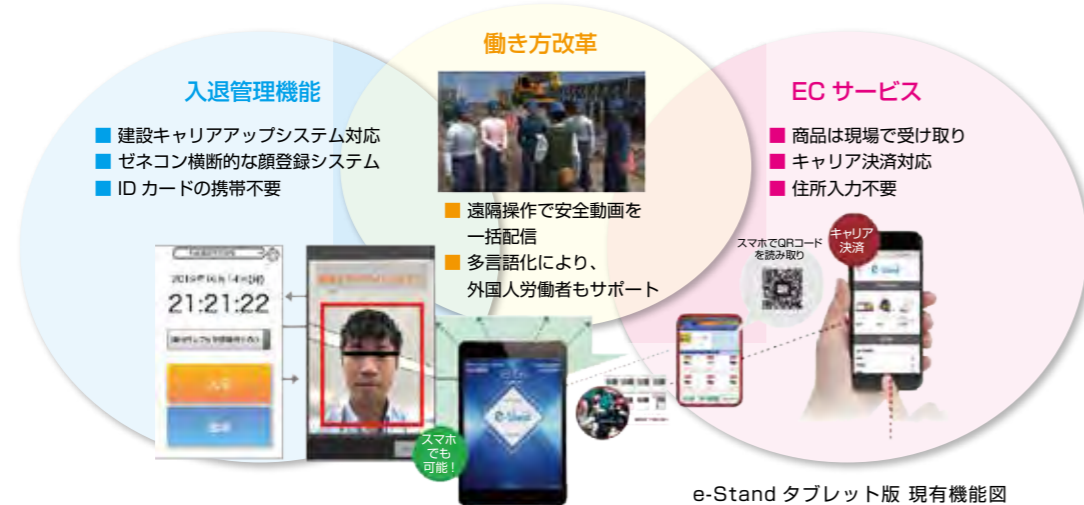 働き方改革
入退管理機能
■ 建設キャリアアップシステム対応
■ ゼネコン横断的な顔登録システム
■ ID カードの携帯不要
■ 遠隔操作で安全動画を
一括配信
■ 多言語化により、
外国人労働者もサポート
EC サービス
■ 商品は現場で受け取り
■ キャリア決済対応
■ 住所入力不要
スマホでQRコード
を読み取り
キャリア
決済
21:21:22
スマホ
でも
可能！
e-Stand
e-Stand タブレット版 現有機能図